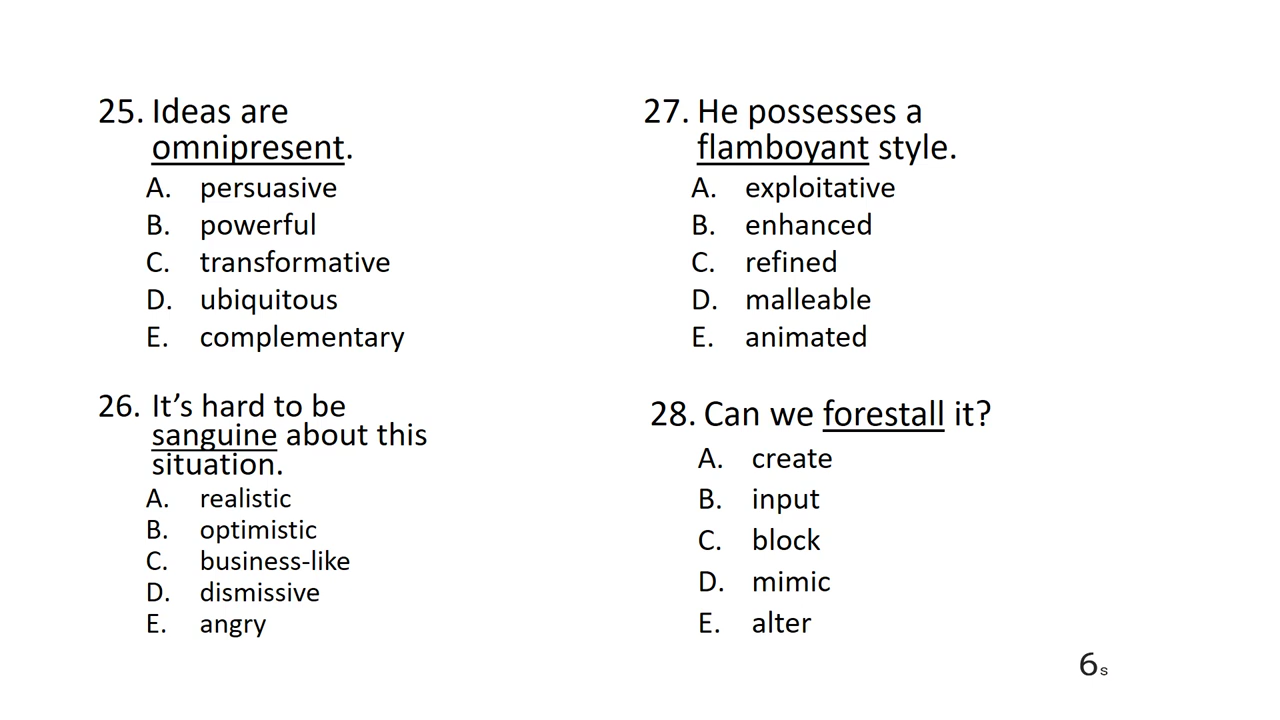 25. Ideas are
omnipresent.
A. persuasive
B. powerful
C. transformative
D. ubiquitous
E. complementary
26. It’s hard to be
sanguine about this
situation.
A. realistic
B. optimistic
C. business-like
D. dismissive
E. angry
27. He possesses a
flamboyant style.
A. exploitative
B. enhanced
C. refined
D. malleable
E. animated
28. Can we forestall it?
A. create
B. input
C. block
D. mimic
E. alter
6s